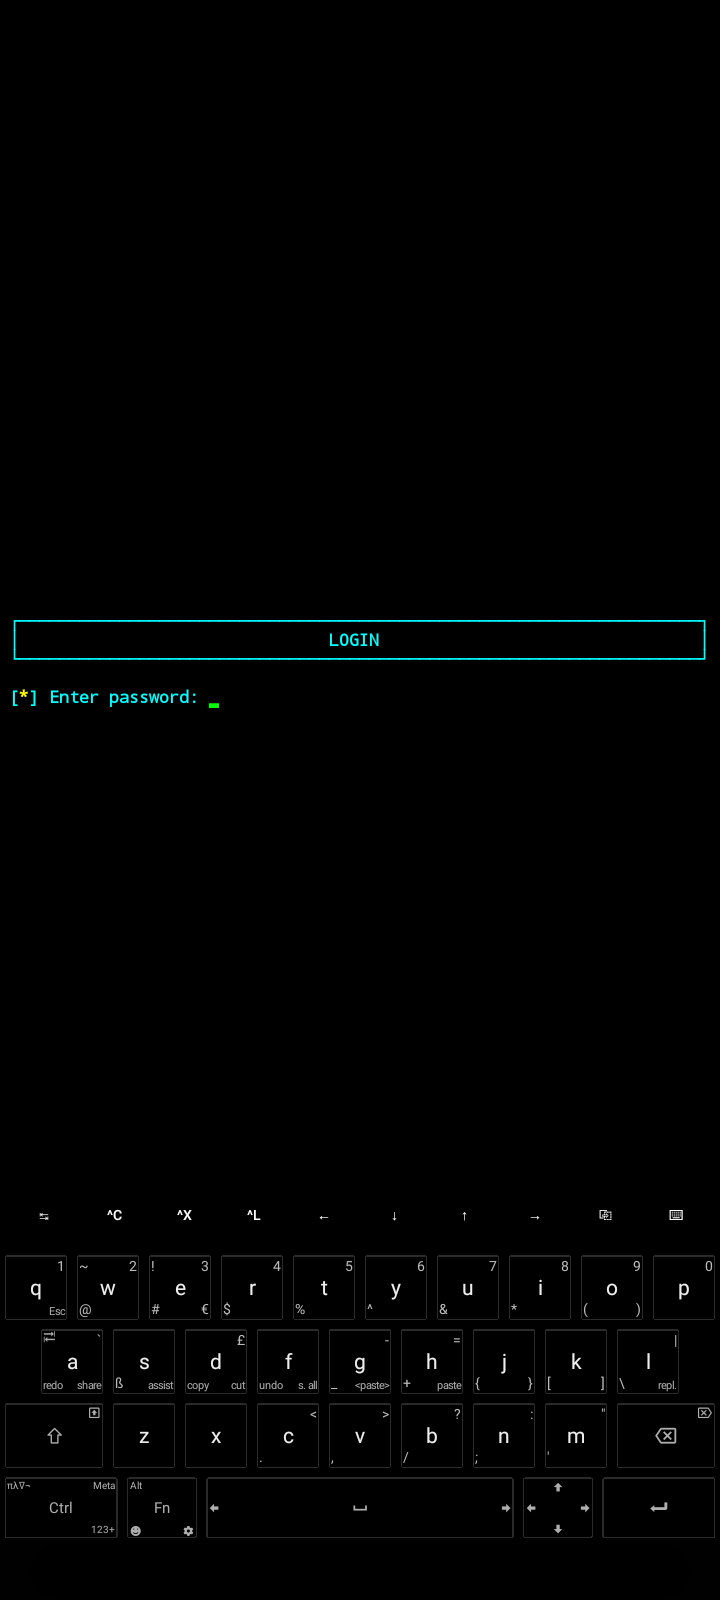 LOGIN
[*] Enter password:
↹ ^C ^X ^L ← ↓ ↑ →
1 ~ 2 ! 3 4 5 6 7 8 9 0
q w e r t y u i o p
Esc @ # € $ % ^ & * ( )
` £ - = |
a s d f g h j k l
redo share ß assist copy cut undo s. all _ <paste> + paste { } [ ] \ repl.
< > ? : "
z x c v b n m
. , / ; '
πλ∇¬ Meta Alt
Ctrl Fn
123+